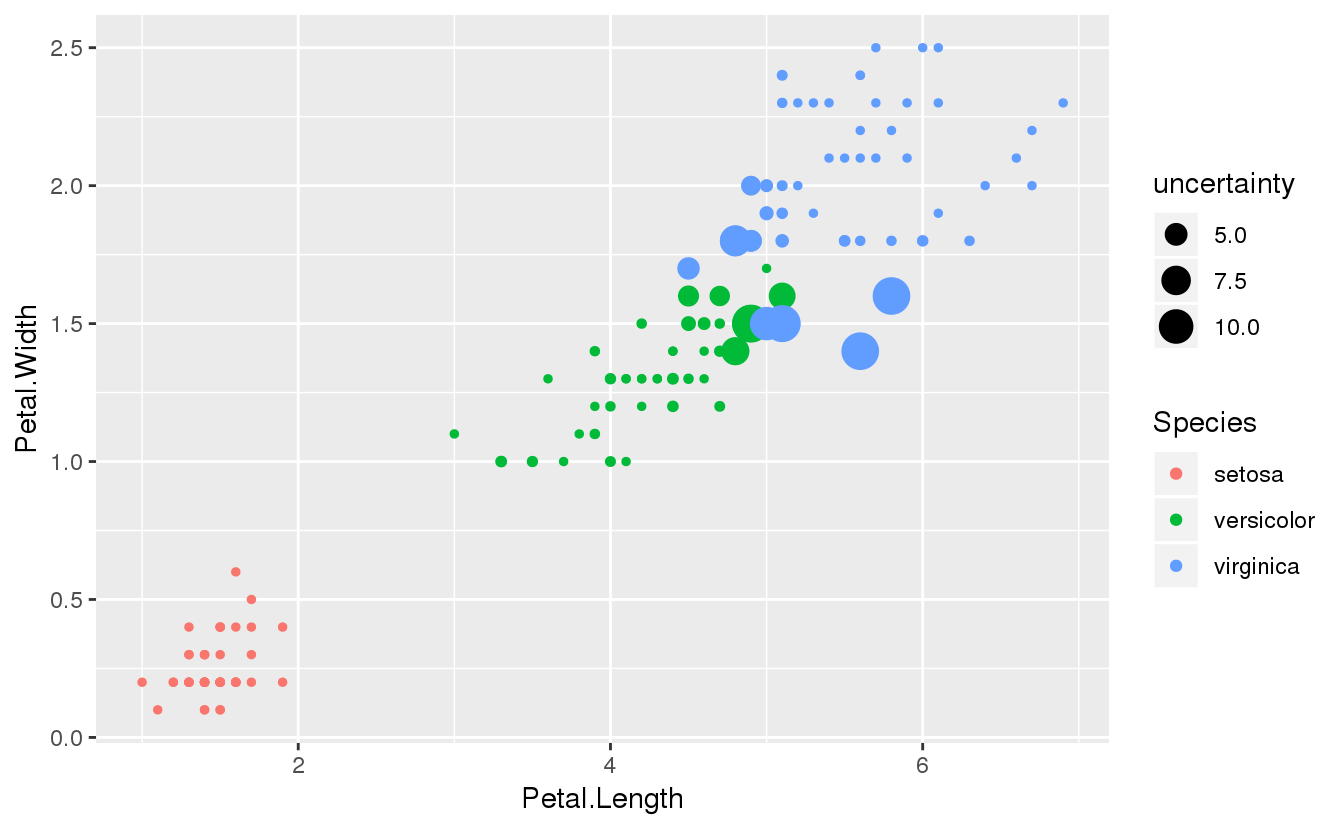 2.5
2.0
1.5
1.0
0.5
0.0
Petal.Width
2 4 6
Petal.Length
uncertainty
5.0
7.5
10.0
Species
setosa
versicolor
virginica